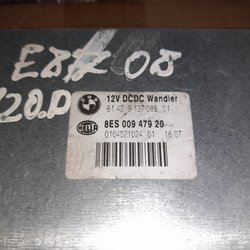 E87 08
120.D
12V DCDC Wandler
61.42 9 127 088 01
HELLA
8ES 009 479 20
0104021024 01 18.07